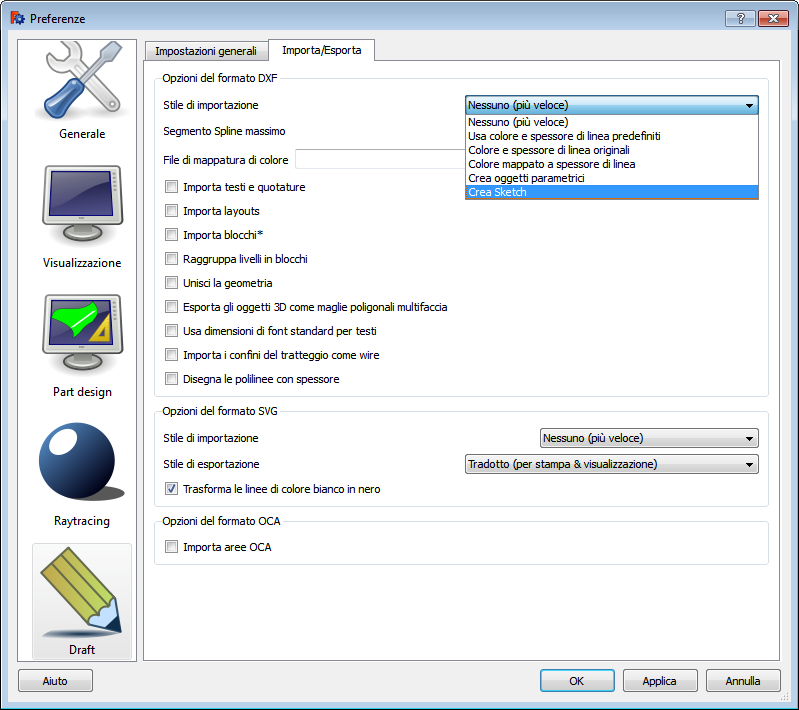 Preferenze
?
Generale
Visualizzazione
Part design
Raytracing
Draft
Impostazioni generali
Importa/Esporta
Opzioni del formato DXF
Stile di importazione
Nessuno (più veloce)
Nessuno (più veloce)
Usa colore e spessore di linea predefiniti
Colore e spessore di linea originali
Colore mappato a spessore di linea
Crea oggetti parametrici
Crea Sketch
Segmento Spline massimo
File di mappatura di colore
Importa testi e quotature
Importa layouts
Importa blocchi*
Raggruppa livelli in blocchi
Unisci la geometria
Esporta gli oggetti 3D come maglie poligonali multifaccia
Usa dimensioni di font standard per testi
Importa i confini del tratteggio come wire
Disegna le polilinee con spessore
Opzioni del formato SVG
Stile di importazione
Nessuno (più veloce)
Stile di esportazione
Tradotto (per stampa & visualizzazione)
Trasforma le linee di colore bianco in nero
Opzioni del formato OCA
Importa aree OCA
Aiuto
OK
Applica
Annulla